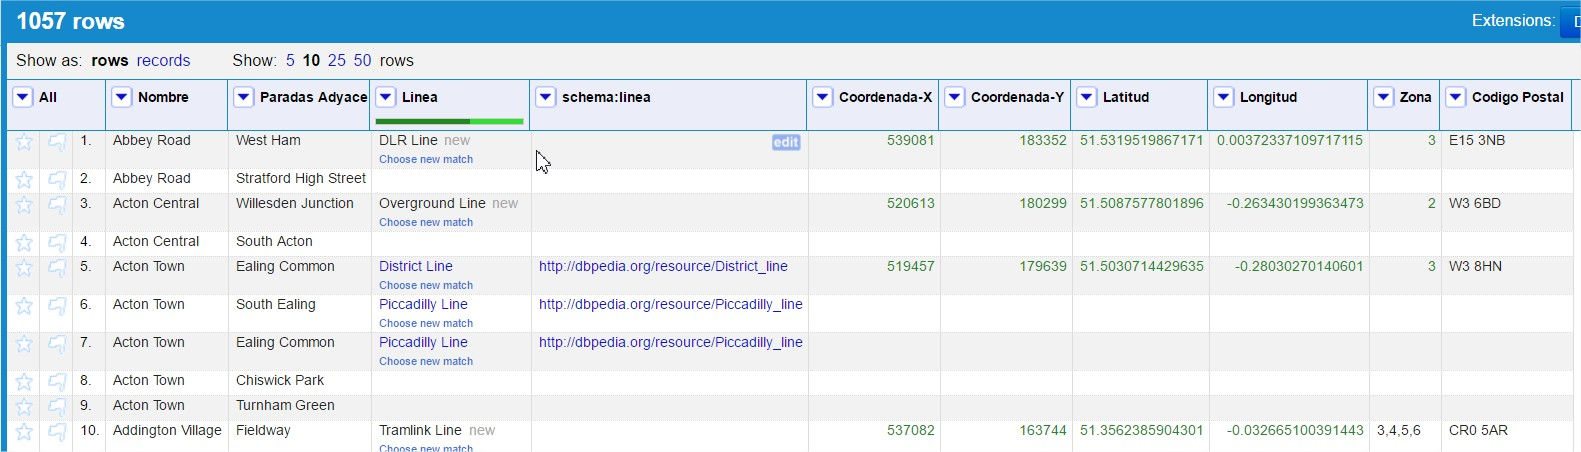 1057 rows Extensions:
Show as: rows records Show: 5 10 25 50 rows
All Nombre Paradas Adyace Linea schema:linea Coordenada-X Coordenada-Y Latitud Longitud Zona Codigo Postal
1. Abbey Road West Ham DLR Line new edit 539081 183352 51.5319519867171 0.00372337109717115 3 E15 3NB
Choose new match
2. Abbey Road Stratford High Street
3. Acton Central Willesden Junction Overground Line new 520613 180299 51.5087577801896 -0.263430199363473 2 W3 6BD
Choose new match
4. Acton Central South Acton
5. Acton Town Ealing Common District Line http://dbpedia.org/resource/District_line 519457 179639 51.5030714429635 -0.28030270140601 3 W3 8HN
Choose new match
6. Acton Town South Ealing Piccadilly Line http://dbpedia.org/resource/Piccadilly_line
Choose new match
7. Acton Town Ealing Common Piccadilly Line http://dbpedia.org/resource/Piccadilly_line
Choose new match
8. Acton Town Chiswick Park
9. Acton Town Turnham Green
10. Addington Village Fieldway Tramlink Line new 537082 163744 51.3562385904301 -0.032665100391443 3,4,5,6 CR0 5AR
Choose new match